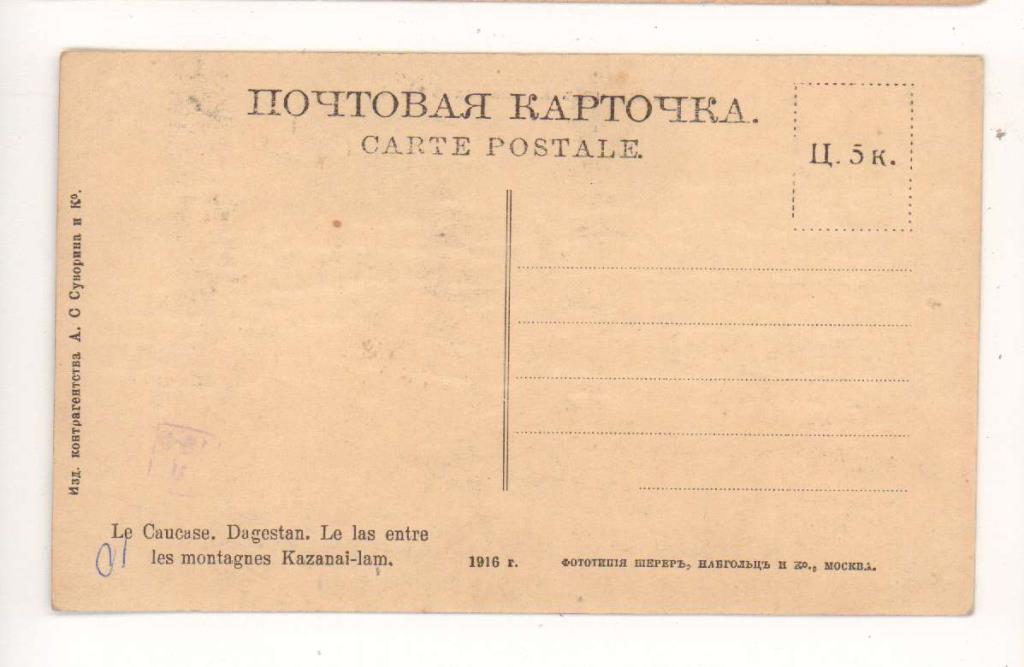 ПОЧТОВАЯ КАРТОЧКА.
CARTE POSTALE.
Ц. 5 к.
Изд. контрагентства А. С Суворина и Ко.
Le Caucase. Dagestan. Le las entre
les montagnes Kazanai-lam.
1916 г.
ФОТОТИПІЯ ШЕРЕРЪ, НАБГОЛЬЦЪ И Ко., МОСКВА.